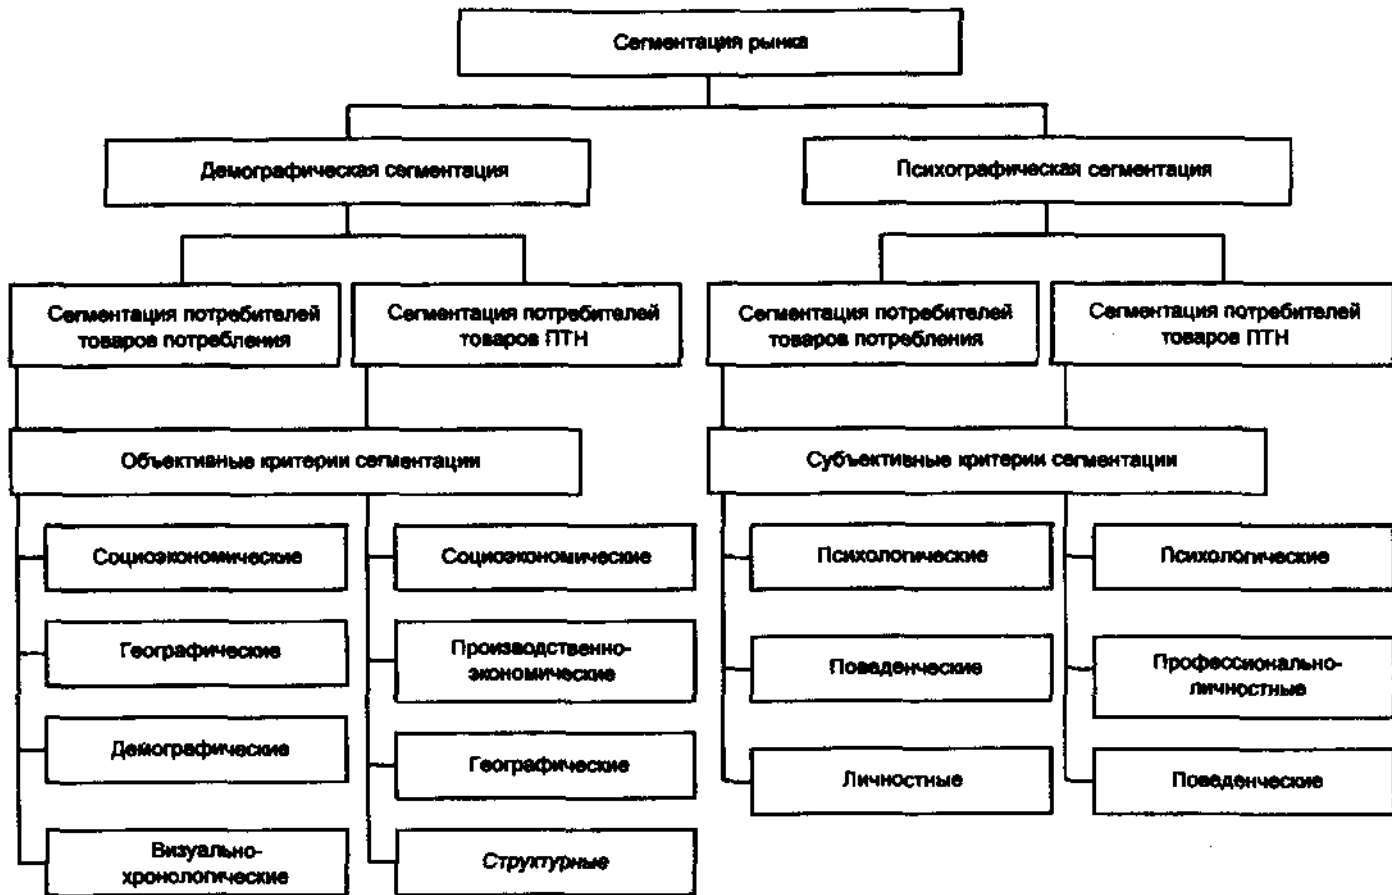 Сегментация рынка
Демографическая сегментация
Психографическая сегментация
Сегментация потребителей
товаров потребления
Сегментация потребителей
товаров ПТН
Сегментация потребителей
товаров потребления
Сегментация потребителей
товаров ПТН
Объективные критерии сегментации
Субъективные критерии сегментации
Социоэкономические
Географические
Демографические
Визуально-
хронологические
Социоэкономические
Производственно-
экономические
Географические
Структурные
Психологические
Поведенческие
Личностные
Психологические
Профессионально-
личностные
Поведенческие